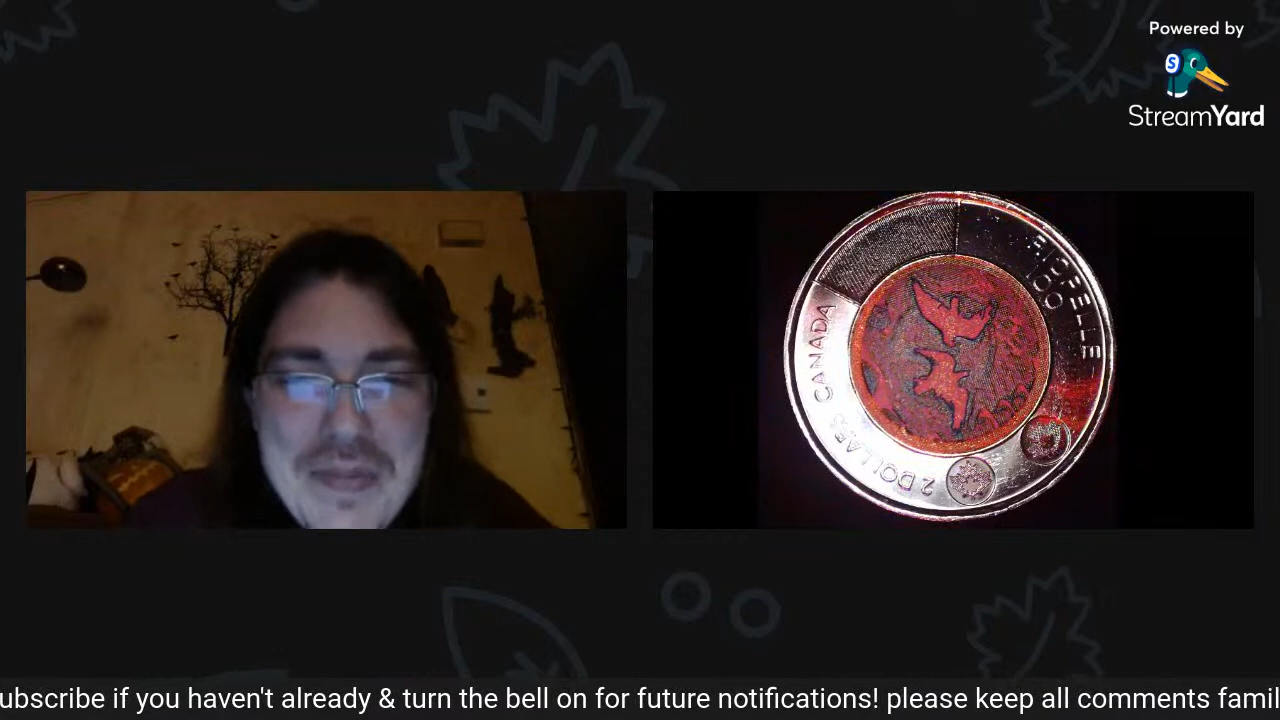 Powered by
StreamYard
RIOPELLE
100
2 DOLLARS CANADA
ubscribe if you haven't already & turn the bell on for future notifications! please keep all comments famil